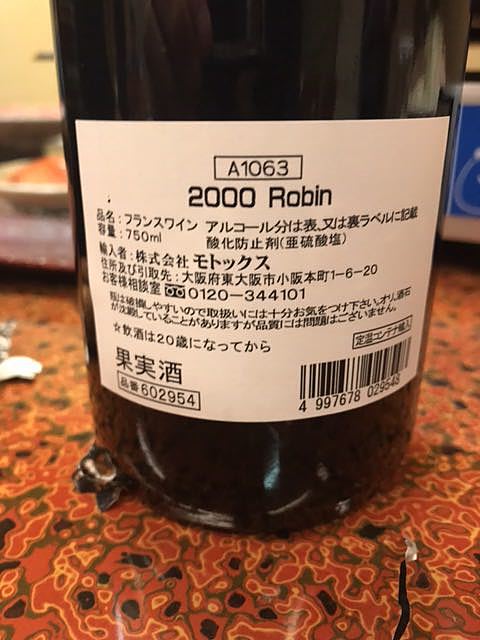 A1063
2000 Robin
品名：フランスワイン アルコール分は表、又は裏ラベルに記載
容量：750ml 酸化防止剤(亜硫酸塩)
輸入者：株式会社 モトックス
住所及び引取先：大阪府東大阪市小阪本町1-6-20
お客様相談室 0120-344101
瓶は破損しやすいので取扱いには十分お気をつけ下さい。オリ、酒石
が沈殿していることがありますが品質には問題はございません。
定温コンテナ輸入
☆飲酒は20歳になってから
果実酒
品番 602954
4 997678 029548